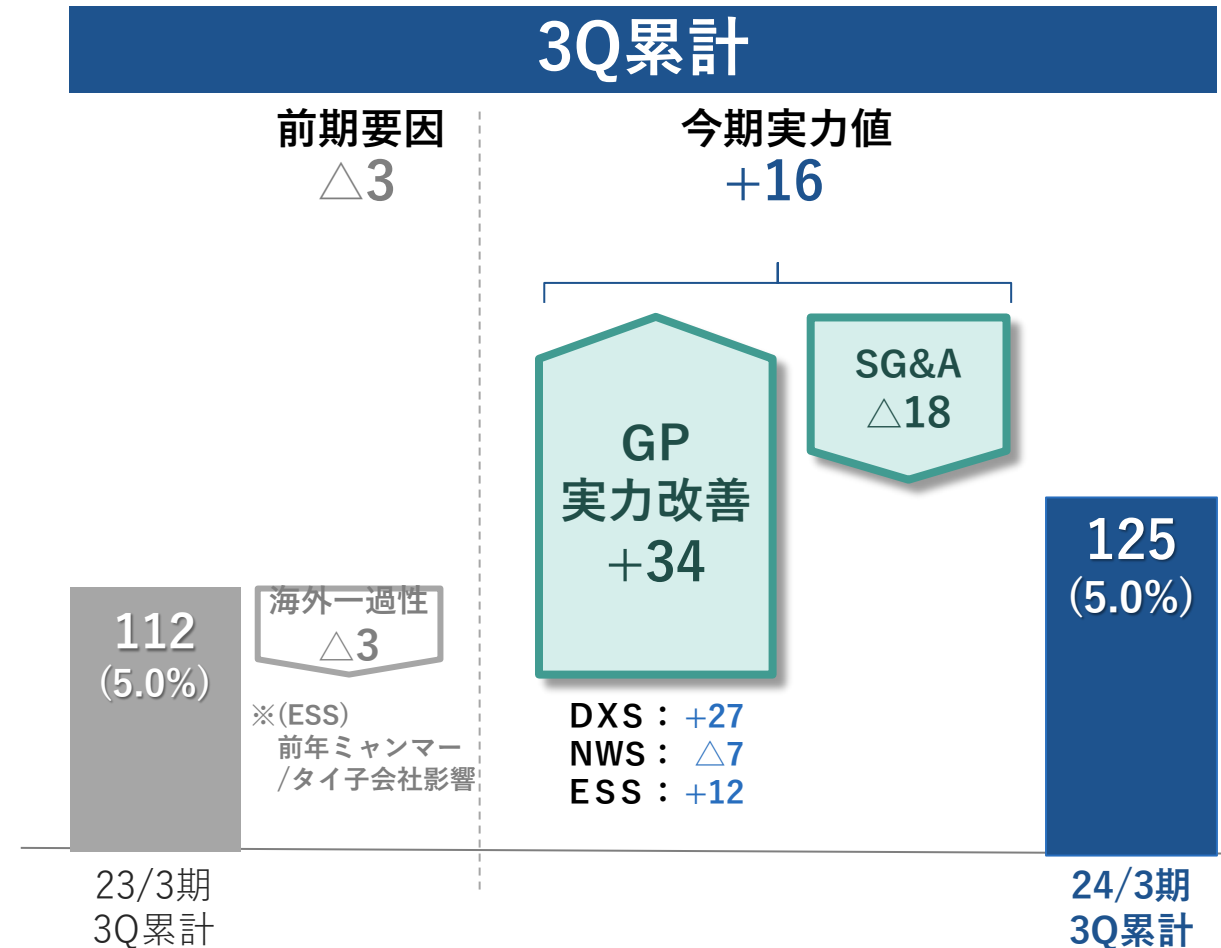 3Q累計
前期要因
△3
今期実力値
+16
GP
実力改善
+34
SG&A
△18
112
(5.0%)
海外一過性
△3
※(ESS)
前年ミャンマー
/タイ子会社影響
DXS：+27
NWS：△7
ESS：+12
125
(5.0%)
23/3期
3Q累計
24/3期
3Q累計